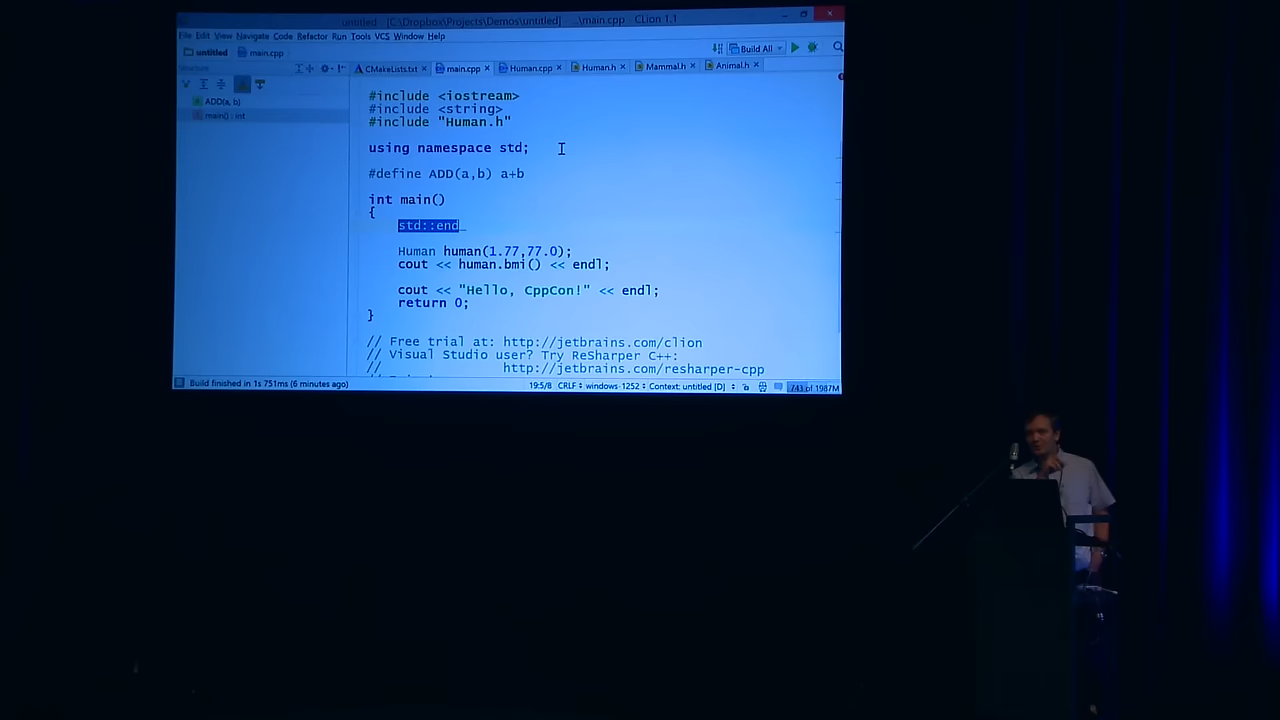 untitled [C:\Dropbox\Projects\Demos\untitled] ...\main.cpp - CLion 1.1
File Edit View Navigate Code Refactor Run Tools VCS Window Help
untitled main.cpp
Build All
Structure
CMakeLists.txt main.cpp Human.cpp Human.h Mammal.h Animal.h
ADD(a, b)
main() : int
#include <iostream>
#include <string>
#include "Human.h"
using namespace std;
#define ADD(a,b) a+b
int main()
{
std::end_
Human human(1.77,77.0);
cout << human.bmi() << endl;
cout << "Hello, CppCon!" << endl;
return 0;
}
// Free trial at: http://jetbrains.com/clion
// Visual Studio user? Try ReSharper C++:
// http://jetbrains.com/resharper-cpp
Build finished in 1s 751ms (6 minutes ago)
19:5/8 CRLF windows-1252 Context: untitled [D] 743 of 1987M